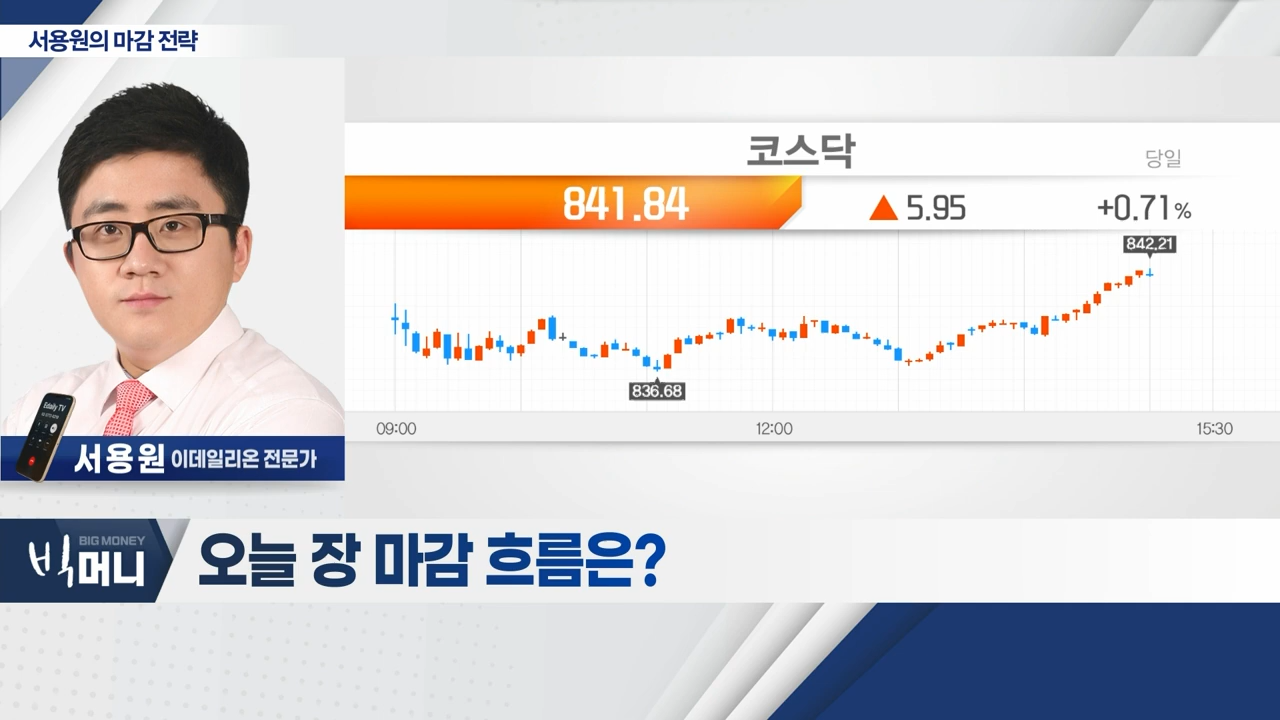 서용원의 마감 전략
코스닥
당일
841.84
▲ 5.95
+0.71%
842.21
836.68
09:00
12:00
15:30
Edaily TV
서용원 이데일리온 전문가
BIG MONEY
빅머니
오늘 장 마감 흐름은?